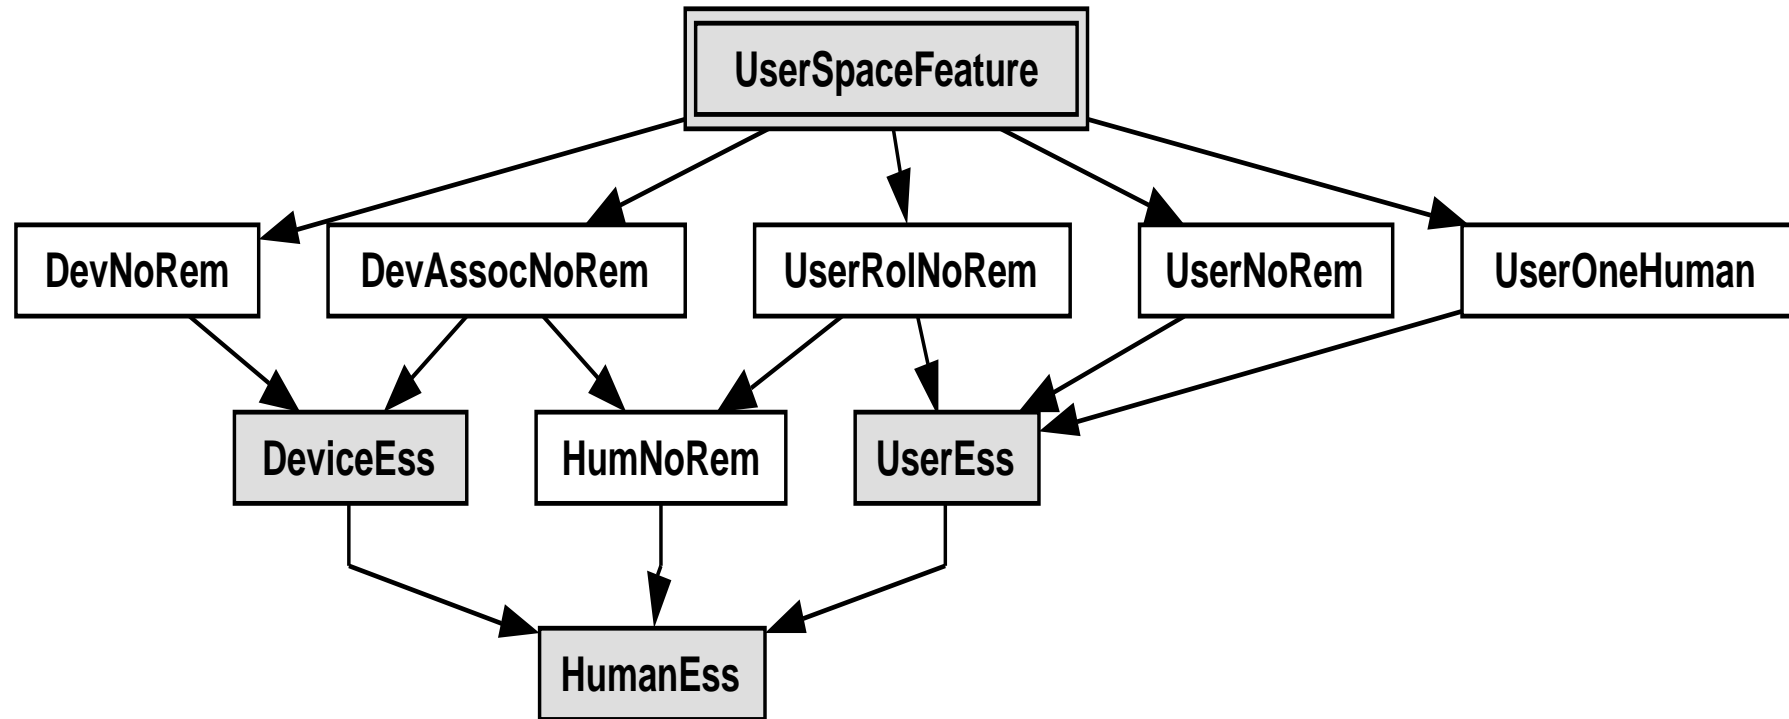 UserSpaceFeature
DevNoRem
DevAssocNoRem
UserRolNoRem
UserNoRem
UserOneHuman
DeviceEss
HumNoRem
UserEss
HumanEss